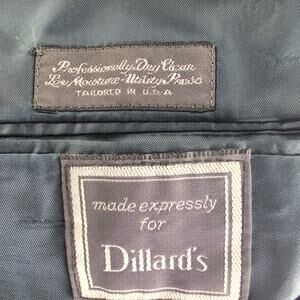 Professionally Dry Clean
Low Moisture-Utility Press
TAILORED IN U.S.A
made expressly
for
Dillard's